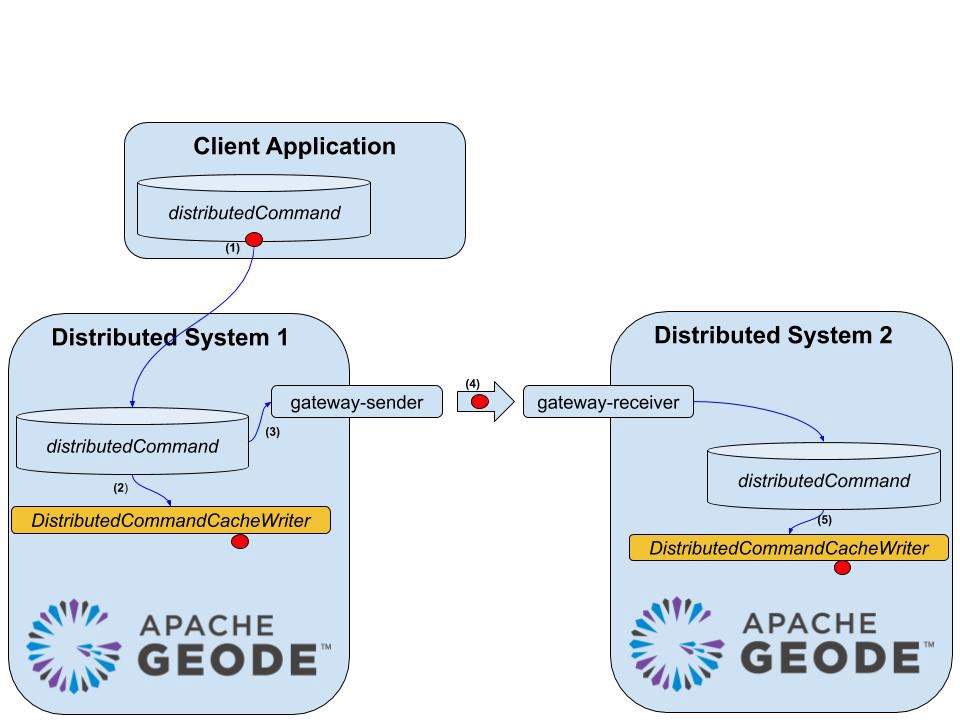 Client Application
distributedCommand
(1)
Distributed System 1
Distributed System 2
(4)
gateway-sender
gateway-receiver
(3)
distributedCommand
distributedCommand
(2)
DistributedCommandCacheWriter
(5)
DistributedCommandCacheWriter
APACHE
GEODE™
APACHE
GEODE™